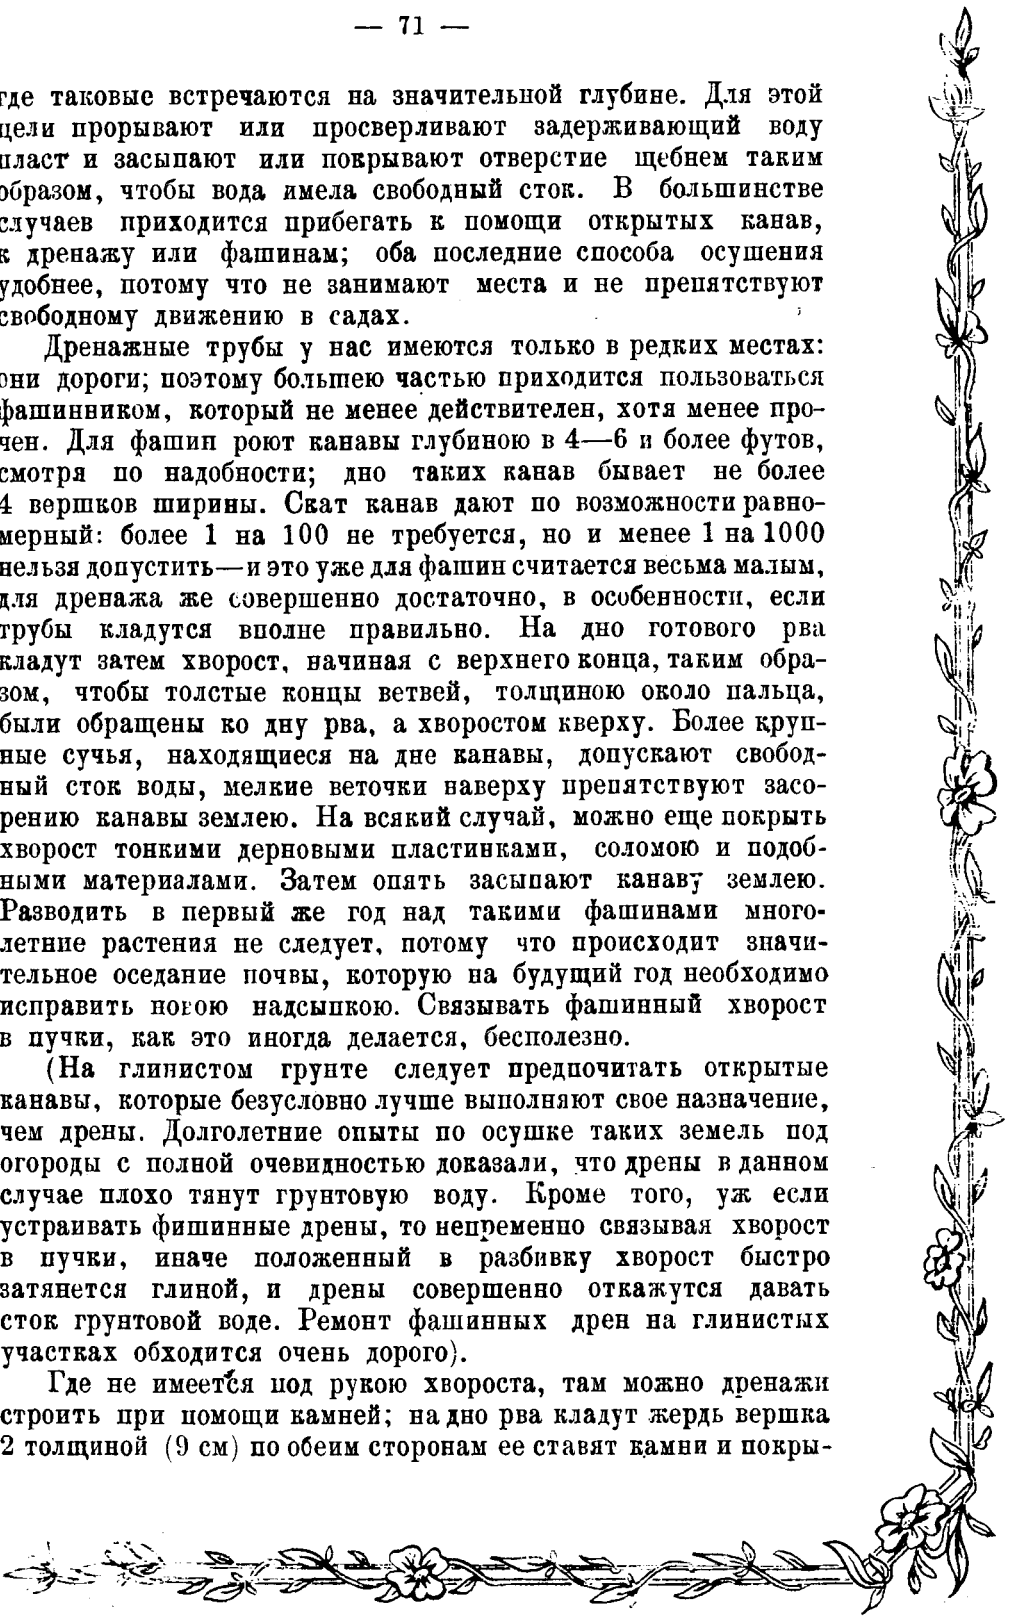 — 71 —
где таковые встречаются на значительной глубине. Для этой
цели прорывают или просверливают задерживающий воду
пласт и засыпают или покрывают отверстие щебнем таким
образом, чтобы вода имела свободный сток. В большинстве
случаев приходится прибегать к помощи открытых канав,
к дренажу или фашинам; оба последние способа осушения
удобнее, потому что не занимают места и не препятствуют
свободному движению в садах.
Дренажные трубы у нас имеются только в редких местах:
они дороги; поэтому большею частью приходится пользоваться
фашинником, который не менее действителен, хотя менее про-
чен. Для фашин роют канавы глубиною в 4—6 и более футов,
смотря по надобности; дно таких канав бывает не более
4 вершков ширины. Скат канав дают по возможности равно-
мерный: более 1 на 100 не требуется, но и менее 1 на 1000
нельзя допустить—и это уже для фашин считается весьма малым,
для дренажа же совершенно достаточно, в особенности, если
трубы кладутся вполне правильно. На дно готового рва
кладут затем хворост, начиная с верхнего конца, таким обра-
зом, чтобы толстые концы ветвей, толщиною около пальца,
были обращены ко дну рва, а хворостом кверху. Более круп-
ные сучья, находящиеся на дне канавы, допускают свобод-
ный сток воды, мелкие веточки наверху препятствуют засо-
рению канавы землею. На всякий случай, можно еще покрыть
хворост тонкими дерновыми пластинками, соломою и подоб-
ными материалами. Затем опять засыпают канаву землею.
Разводить в первый же год над такими фашинами много-
летние растения не следует, потому что происходит значи-
тельное оседание почвы, которую на будущий год необходимо
исправить новою надсыпкою. Связывать фашинный хворост
в пучки, как это иногда делается, бесполезно.
(На глинистом грунте следует предпочитать открытые
канавы, которые безусловно лучше выполняют свое назначение,
чем дрены. Долголетние опыты по осушке таких земель под
огороды с полной очевидностью доказали, что дрены в данном
случае плохо тянут грунтовую воду. Кроме того, уж если
устраивать фишинные дрены, то непременно связывая хворост
в пучки, иначе положенный в разбивку хворост быстро
затянется глиной, и дрены совершенно откажутся давать
сток грунтовой воде. Ремонт фашинных дрен на глинистых
участках обходится очень дорого).
Где не имеется под рукою хвороста, там можно дренажи
строить при помощи камней; на дно рва кладут жердь вершка
2 толщиной (9 см) по обеим сторонам ее ставят камни и покры-